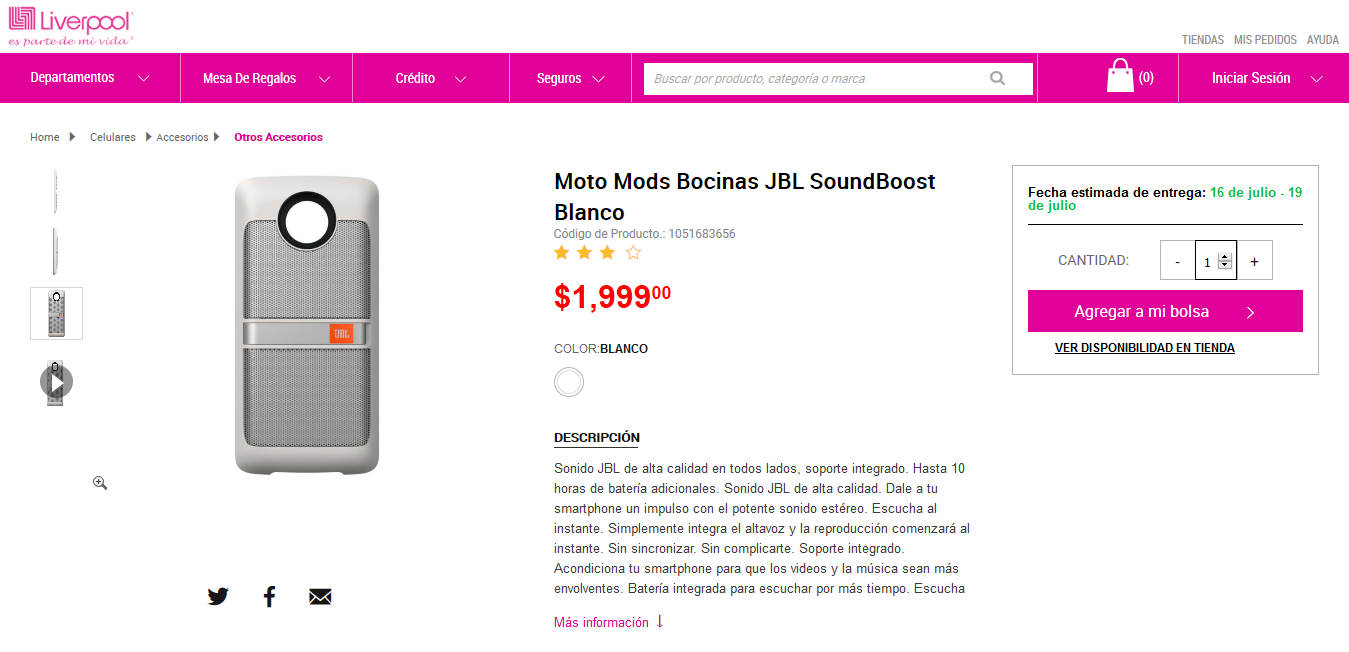 Liverpool
es parte de mi vida
TIENDAS MIS PEDIDOS AYUDA
Departamentos Mesa De Regalos Crédito Seguros Buscar por producto, categoría o marca (0) Iniciar Sesión
Home Celulares Accesorios Otros Accesorios
Moto Mods Bocinas JBL SoundBoost
Blanco
Código de Producto.: 1051683656
$1,99900
COLOR:BLANCO
DESCRIPCIÓN
Sonido JBL de alta calidad en todos lados, soporte integrado. Hasta 10
horas de batería adicionales. Sonido JBL de alta calidad. Dale a tu
smartphone un impulso con el potente sonido estéreo. Escucha al
instante. Simplemente integra el altavoz y la reproducción comenzará al
instante. Sin sincronizar. Sin complicarte. Soporte integrado.
Acondiciona tu smartphone para que los videos y la música sean más
envolventes. Batería integrada para escuchar por más tiempo. Escucha
Más información
Fecha estimada de entrega: 16 de julio - 19
de julio
CANTIDAD: - 1 +
Agregar a mi bolsa
VER DISPONIBILIDAD EN TIENDA
JBL